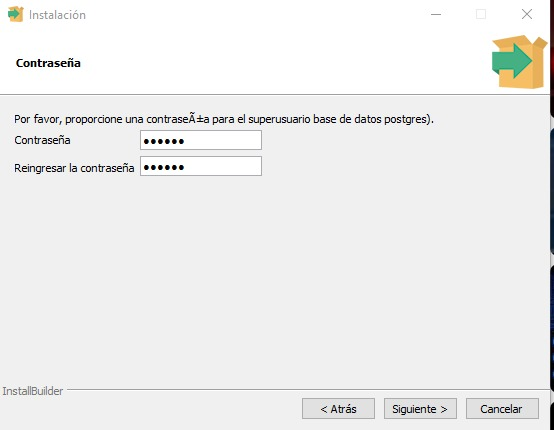 Instalación
Contraseña
Por favor, proporcione una contraseÃ±a para el superusuario base de datos postgres).
Contraseña ••••••
Reingresar la contraseña ••••••
InstallBuilder
< Atrás Siguiente > Cancelar